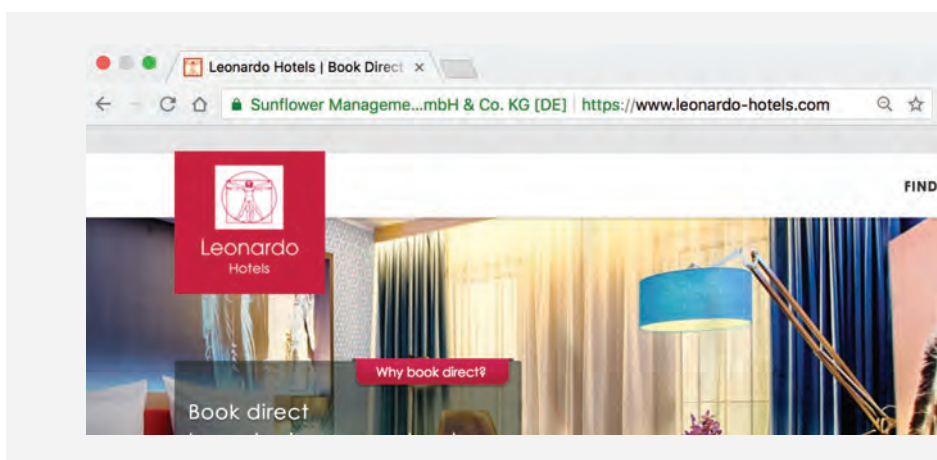 Leonardo Hotels | Book Direct
Sunflower Manageme...mbH & Co. KG [DE] https://www.leonardo-hotels.com
FIND
Leonardo
Hotels
Why book direct?
Book direct